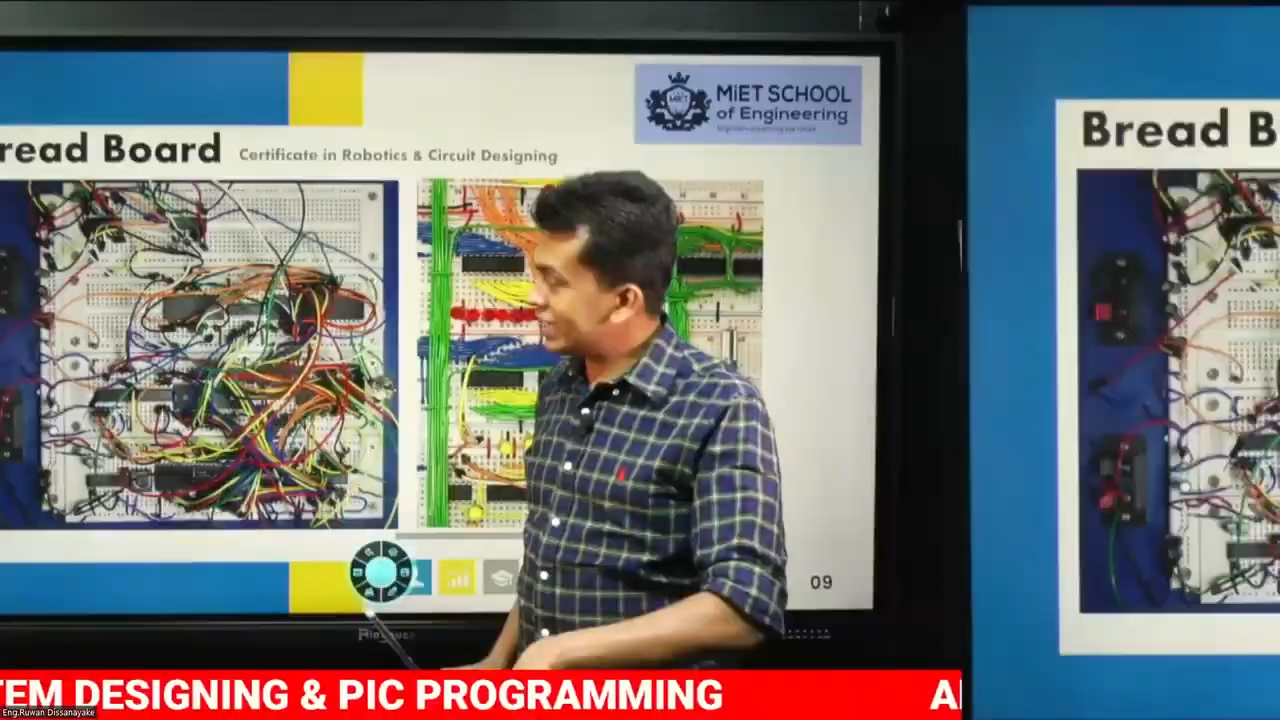 MiET SCHOOL
of Engineering
read Board
Certificate in Robotics & Circuit Designing
Bread B
09
TEM DESIGNING & PIC PROGRAMMING
Eng.Ruwan Dissanayake